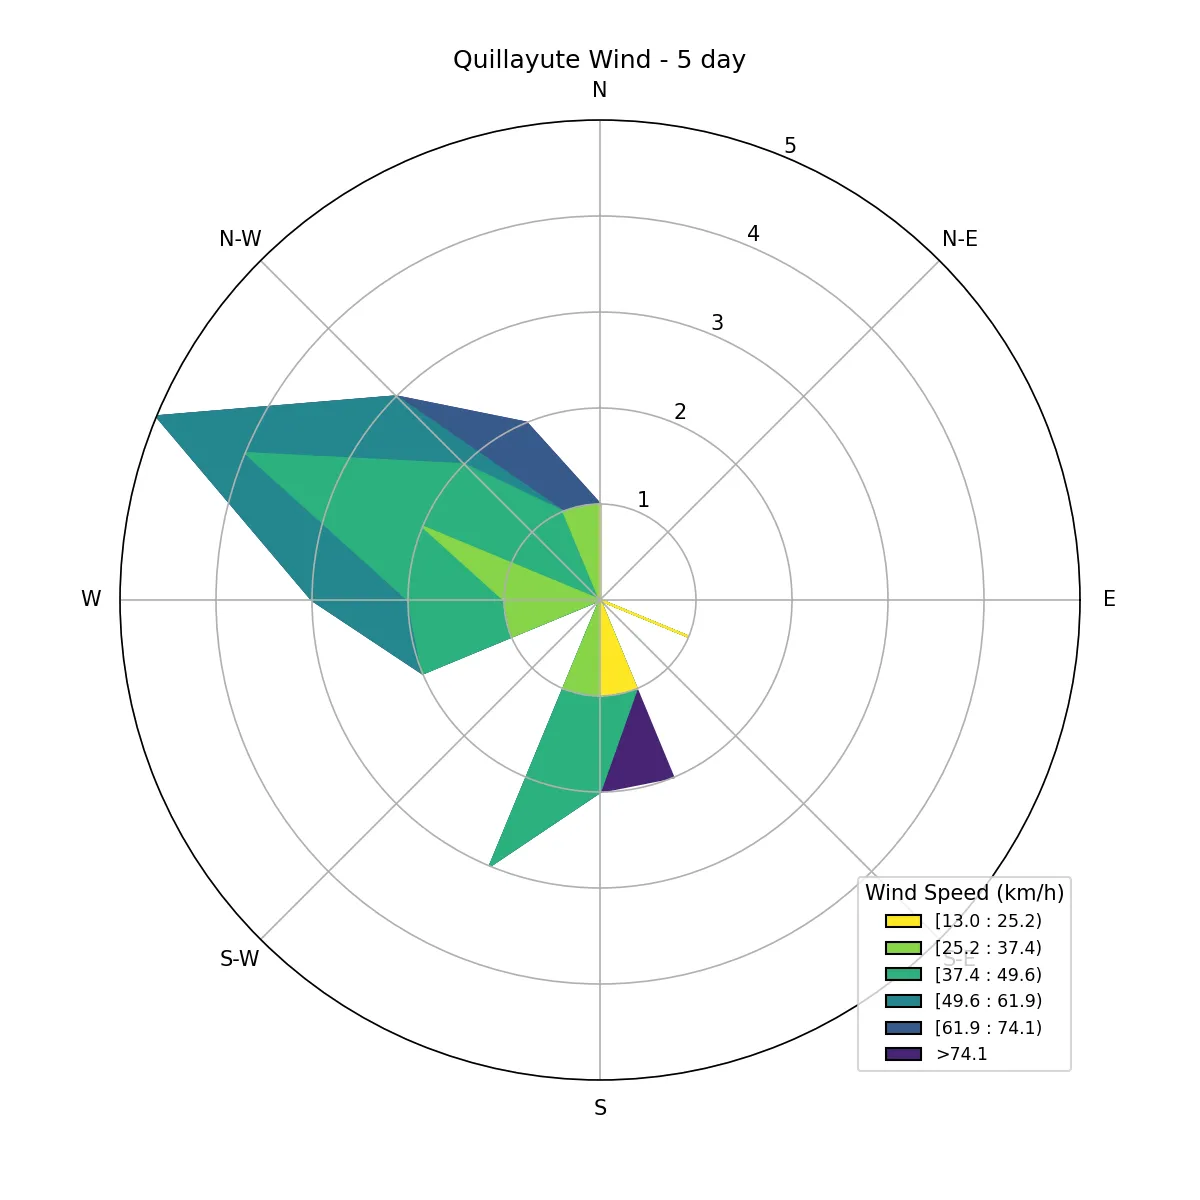 Quillayute Wind - 5 day
N
5
N-W
4
N-E
3
2
1
W
E
Wind Speed (km/h)
[13.0 : 25.2)
[25.2 : 37.4)
S-W
S-E
[37.4 : 49.6)
[49.6 : 61.9)
[61.9 : 74.1)
>74.1
S